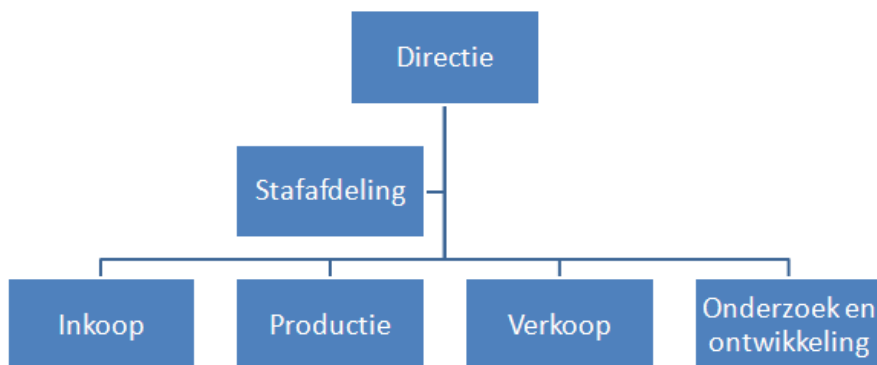 Directie
Stafafdeling
Inkoop
Productie
Verkoop
Onderzoek en
ontwikkeling